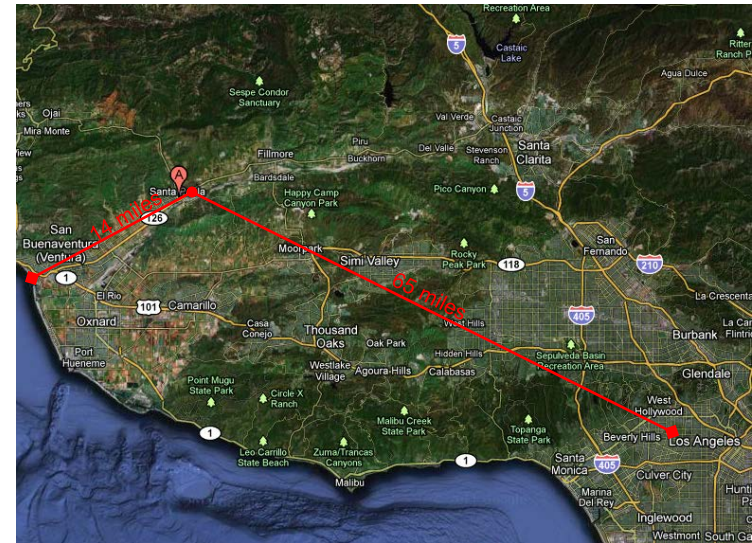 Recreation Area
5
Castaic
Lake
Ritter
Ranch P
Agua Dulce
Sespe Condor
Sanctuary
Ojai
Mira Monte
Val Verde
Castaic
Junction
Piru
Del Valle
Stevenson
Ranch
Santa
Clarita
Fillmore
Buckhorn
Bardsdale
A
Santa
14 miles
126
Happy Camp
Canyon Park
Pico Canyon
5
San
Buenaventura
(Ventura)
1
Moorpark
Simi Valley
Rocky
Peak Park
118
San
Fernando
210
El Rio
101
Camarillo
65 miles
La Crescenta
Oxnard
Casa
Conejo
Thousand
Oaks
Oak Park
West Hills
405
Burbank
La Ca
Flintri
Port
Hueneme
Westlake
Village
Agoura-Hills
Hidden Hills
Calabasas
Sepulveda Basin
Recreation Area
Glendale
Point Mugu
State Park
Circle X
Ranch
Malibu Creek
State Park
Topanga
State Park
West
Hollywood
Beverly Hills
Los Angeles
1
Leo Carrillo
State Beach
Zuma/Trancas
Canyons
Malibu
1
Santa
Monica
405
Culver City
Marina
Del Rey
Hunti
Pa
Inglewood
Westmont
South Ga